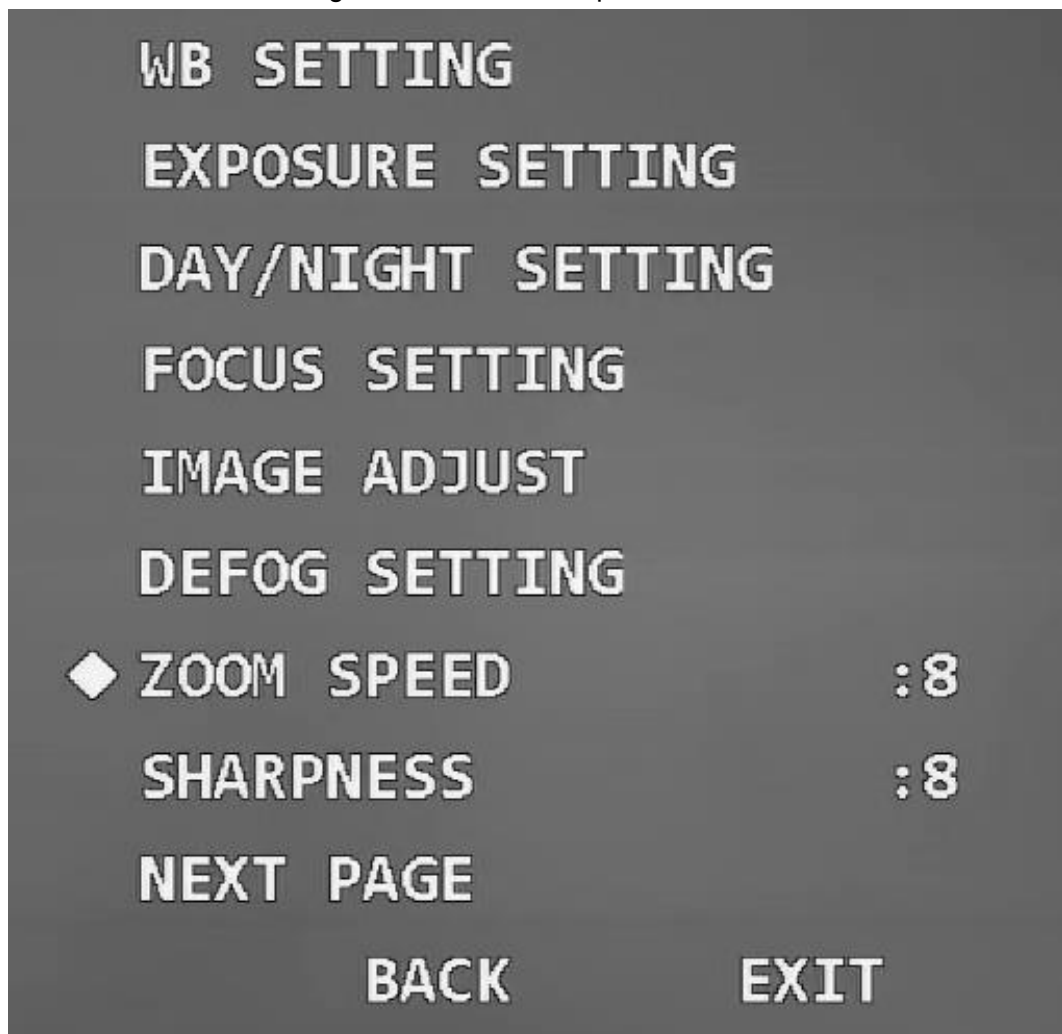 WB SETTING
EXPOSURE SETTING
DAY/NIGHT SETTING
FOCUS SETTING
IMAGE ADJUST
DEFOG SETTING
◆ ZOOM SPEED :8
SHARPNESS :8
NEXT PAGE
BACK EXIT